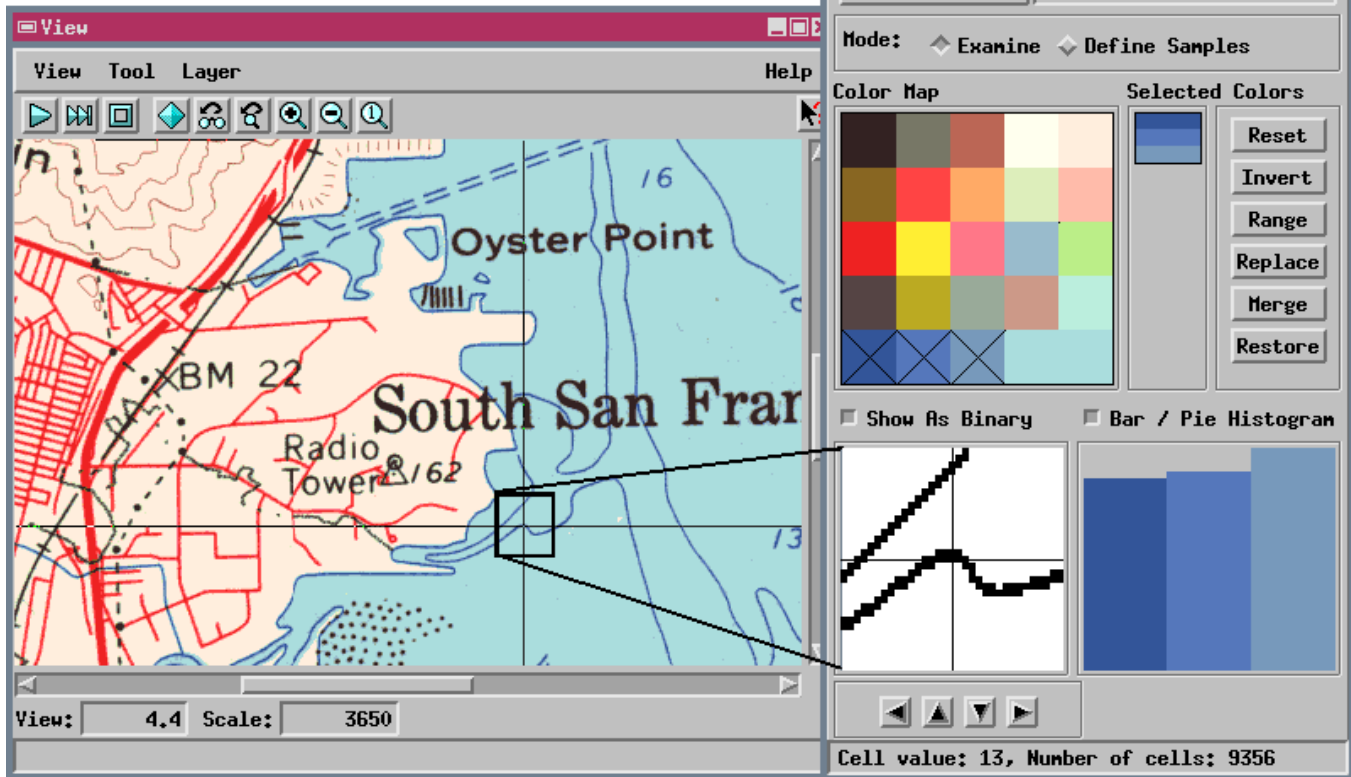 View
View Tool Layer Help
n
16
Oyster Point
BM 22
South San Fran
Radio
Tower 162
13
View: 4.4 Scale: 3650
Mode: Examine Define Samples
Color Map Selected Colors
Reset
Invert
Range
Replace
Merge
Restore
Show As Binary Bar / Pie Histogram
Cell value: 13, Number of cells: 9356